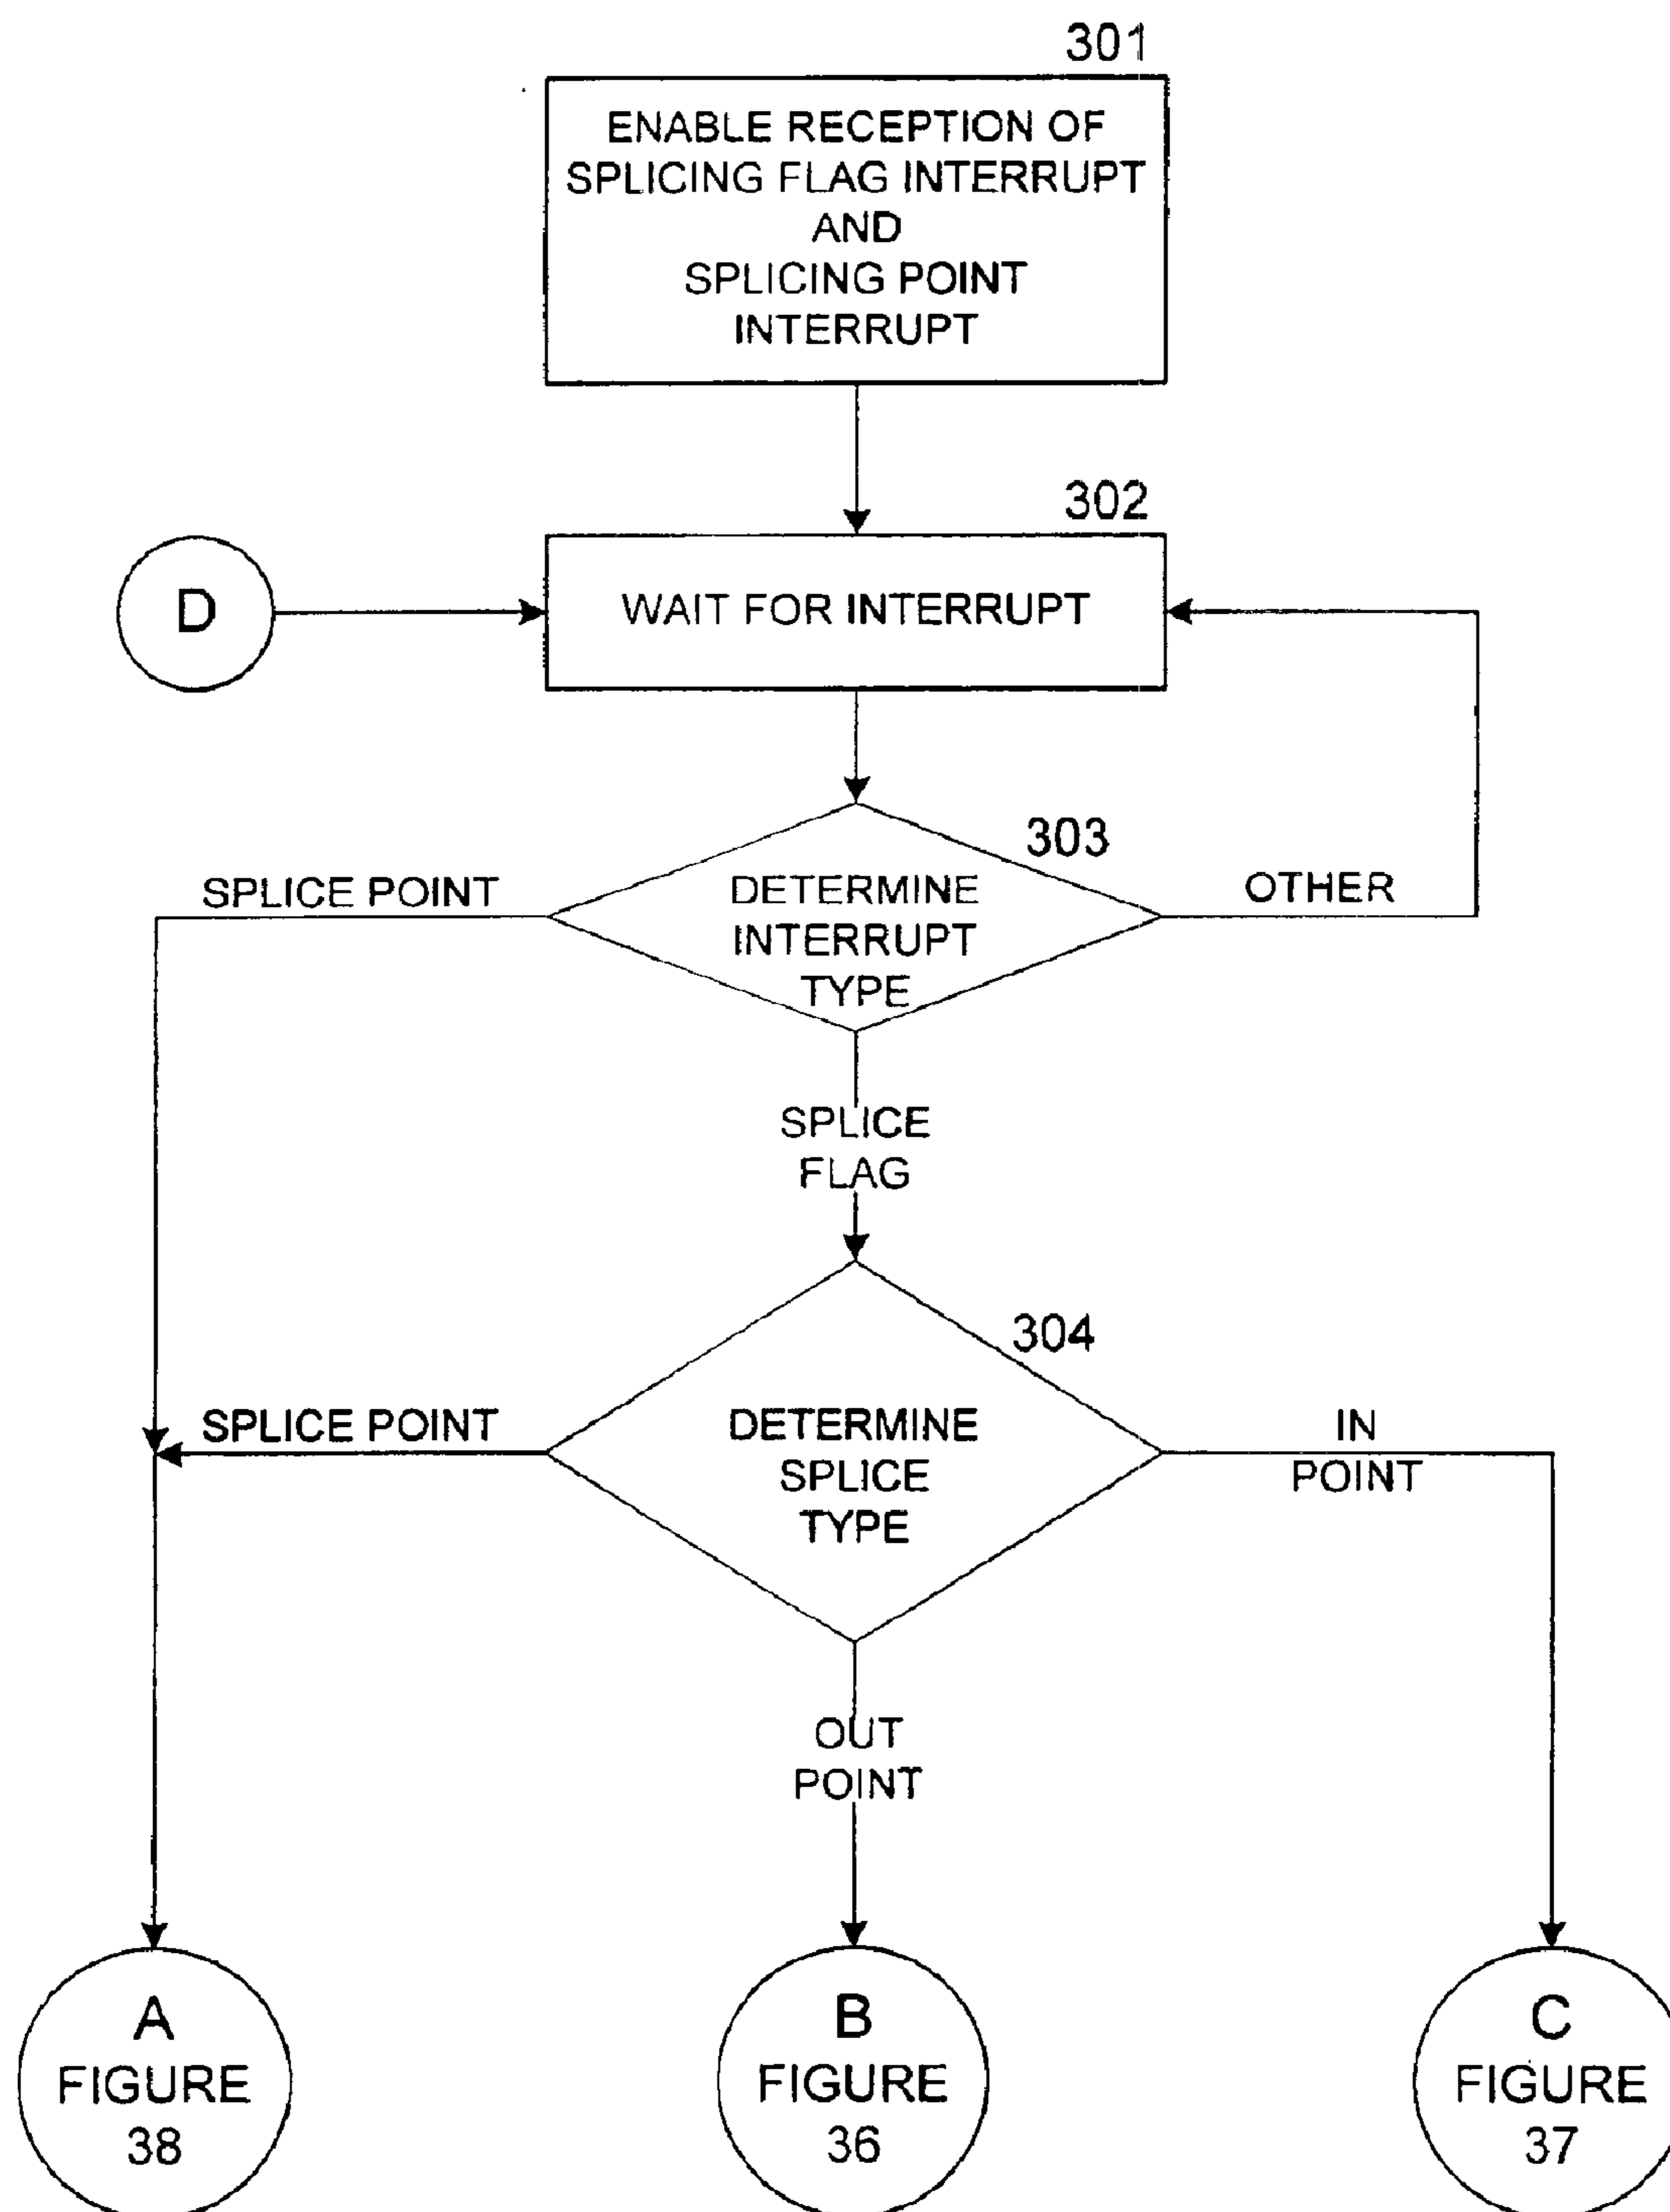 301
ENABLE RECEPTION OF
SPLICING FLAG INTERRUPT
AND
SPLICING POINT
INTERRUPT
302
D
WAIT FOR INTERRUPT
303
SPLICE POINT
DETERMINE
INTERRUPT
TYPE
OTHER
SPLICE
FLAG
304
SPLICE POINT
DETERMINE
SPLICE
TYPE
IN
POINT
OUT
POINT
A
FIGURE
38
B
FIGURE
36
C
FIGURE
37